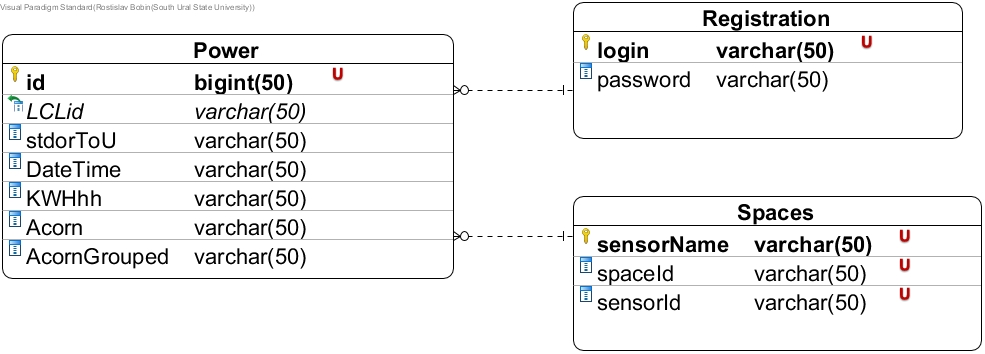 Visual Paradigm Standard(Rostislav Bobin(South Ural State University))
Power
id bigint(50) U
LCLid varchar(50)
stdorToU varchar(50)
DateTime varchar(50)
KWHhh varchar(50)
Acorn varchar(50)
AcornGrouped varchar(50)
Registration
login varchar(50) U
password varchar(50)
Spaces
sensorName varchar(50) U
spaceId varchar(50) U
sensorId varchar(50) U